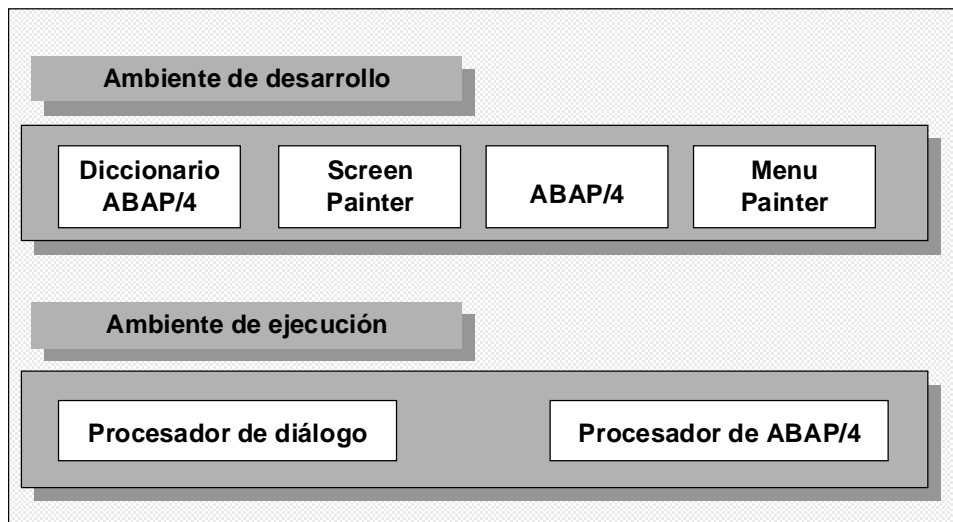 Ambiente de desarrollo
Diccionario
ABAP/4
Screen
Painter
ABAP/4
Menu
Painter
Ambiente de ejecución
Procesador de diálogo
Procesador de ABAP/4